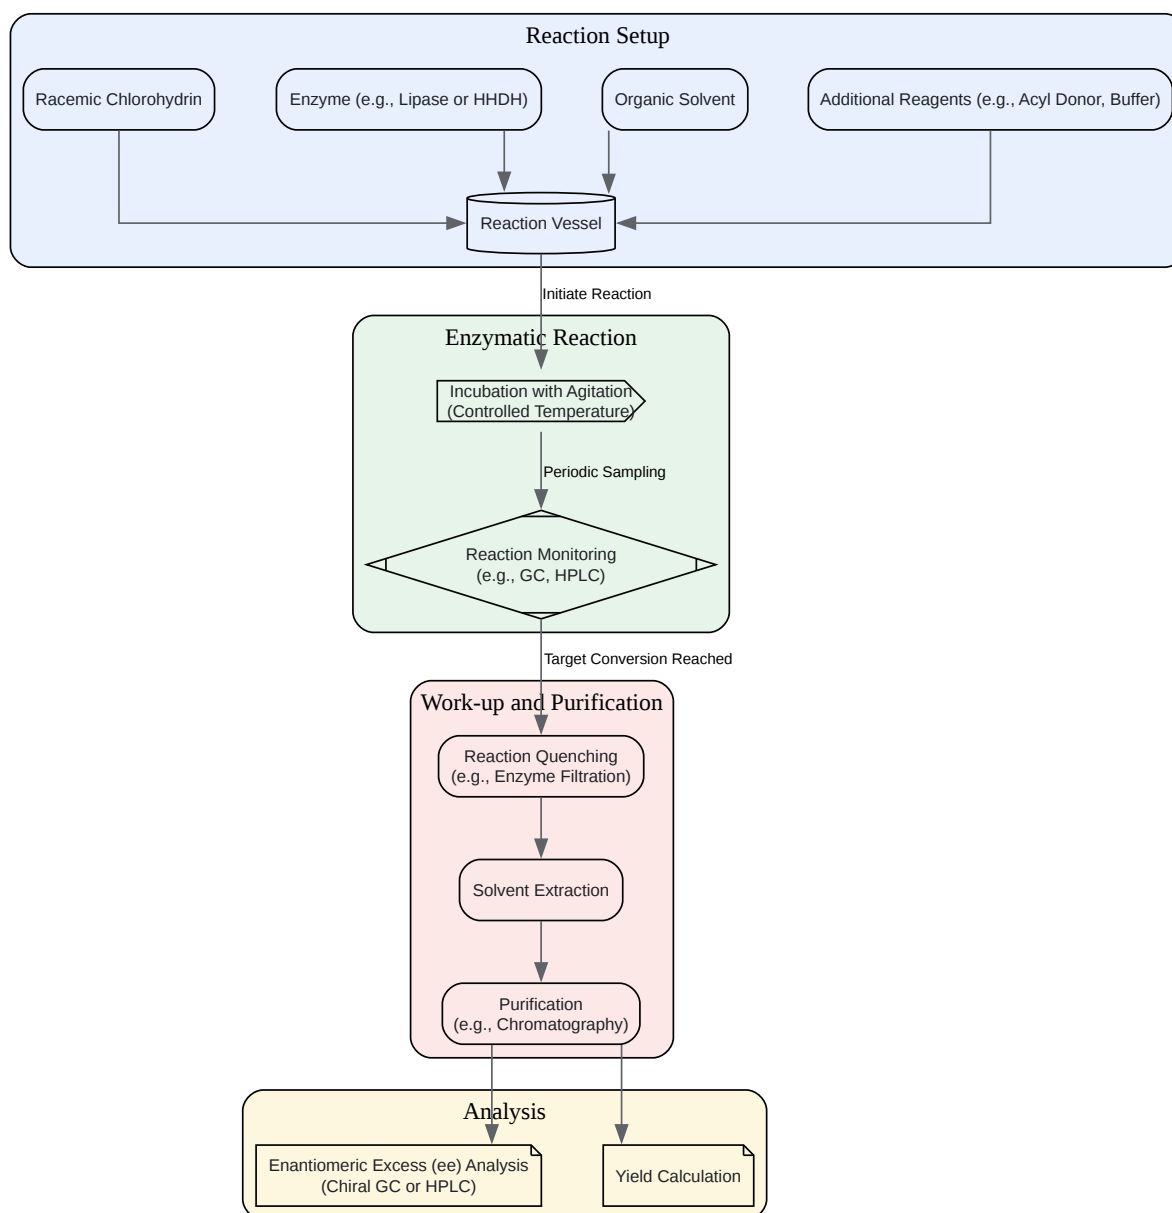 Reaction Setup
Racemic Chlorohydrin
Enzyme (e.g., Lipase or HHDH)
Organic Solvent
Additional Reagents (e.g., Acyl Donor, Buffer)
Reaction Vessel
Initiate Reaction
Enzymatic Reaction
Incubation with Agitation
(Controlled Temperature)
Periodic Sampling
Reaction Monitoring
(e.g., GC, HPLC)
Target Conversion Reached
Work-up and Purification
Reaction Quenching
(e.g., Enzyme Filtration)
Solvent Extraction
Purification
(e.g., Chromatography)
Analysis
Enantiomeric Excess (ee) Analysis
(Chiral GC or HPLC)
Yield Calculation